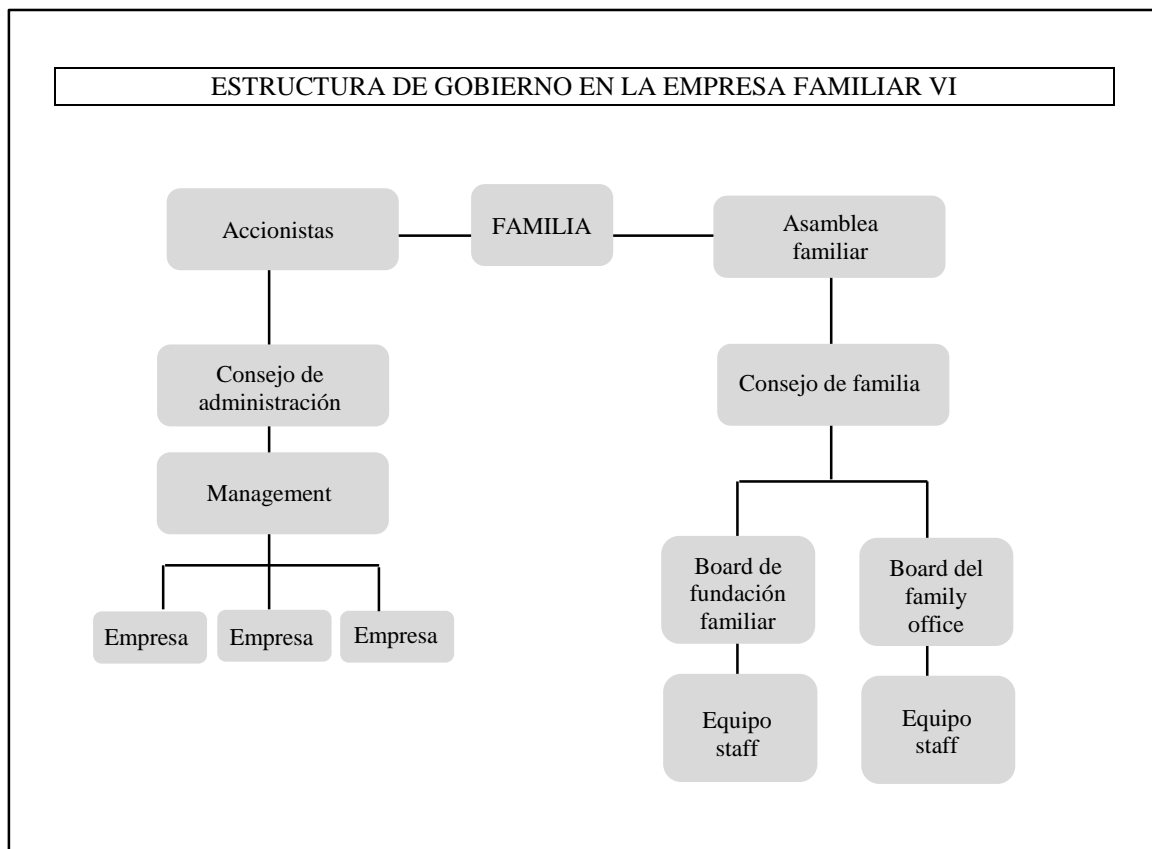 ESTRUCTURA DE GOBIERNO EN LA EMPRESA FAMILIAR VI
Accionistas
FAMILIA
Asamblea
familiar
Consejo de
administración
Consejo de familia
Management
Board de
fundación
familiar
Board del
family
office
Empresa
Empresa
Empresa
Equipo
staff
Equipo
staff